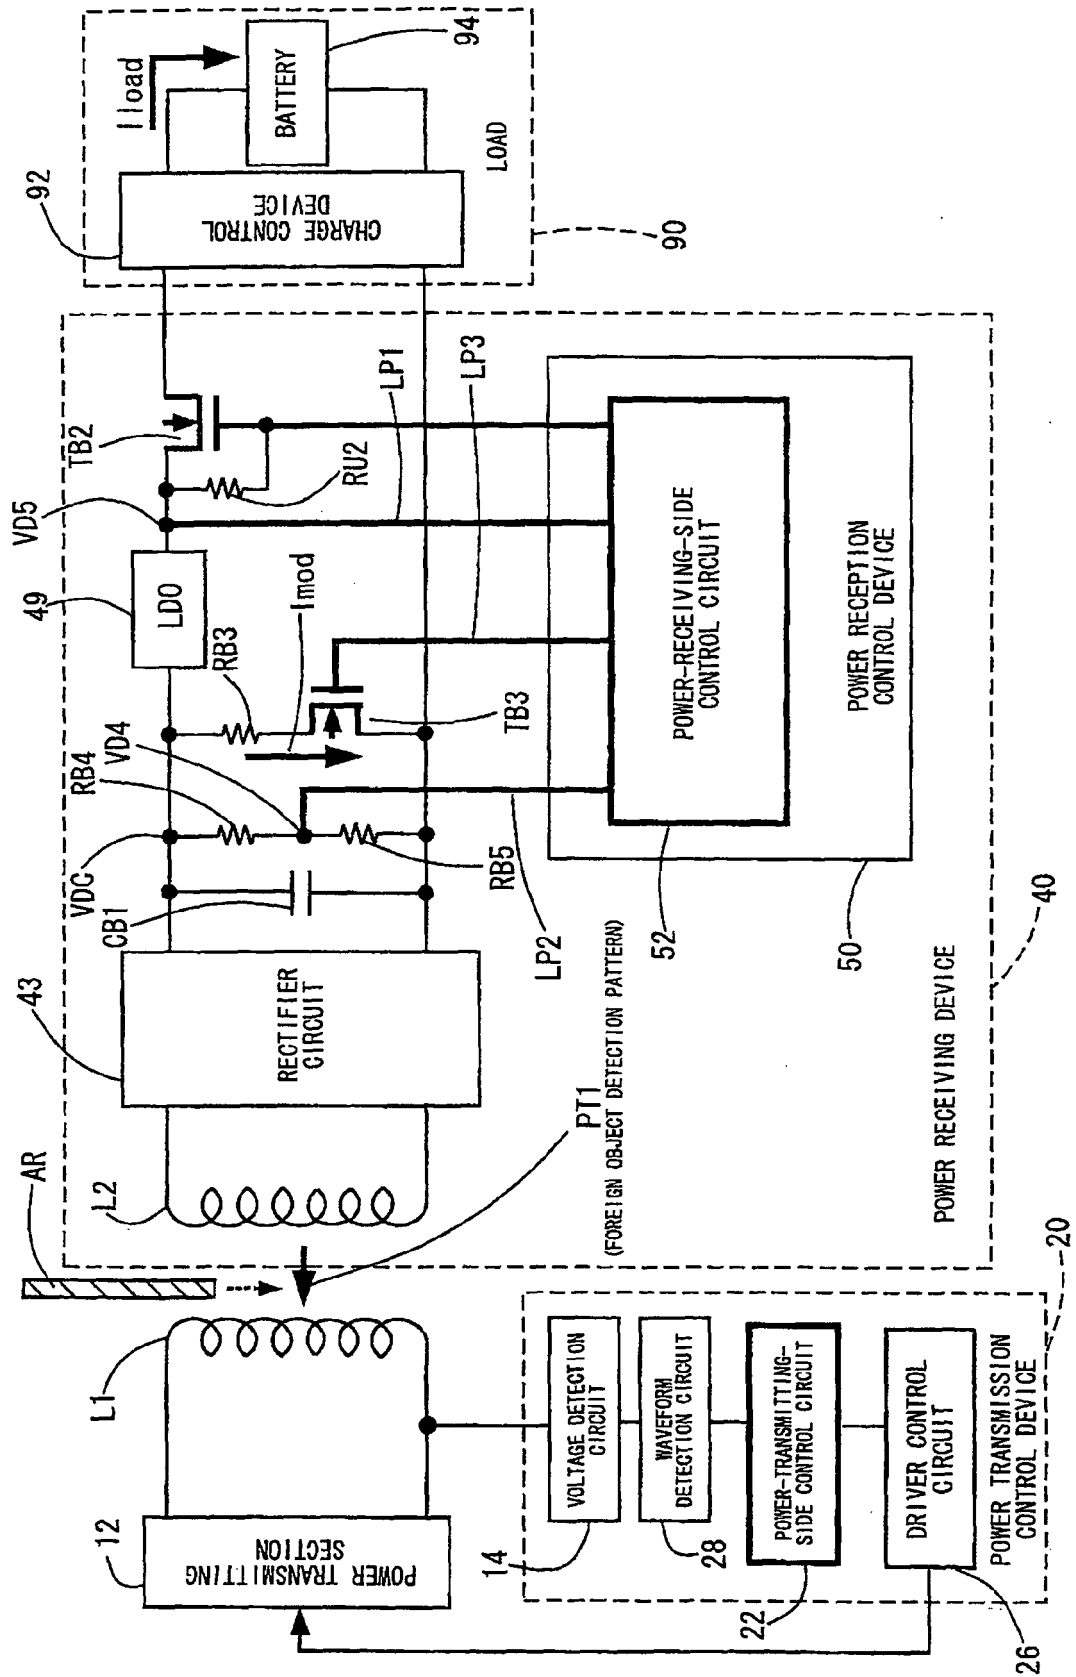 AR
L1
L2
12
POWER TRANSMITTING
SECTION
PT1
(FOREIGN OBJECT DETECTION PATTERN)
14
VOLTAGE DETECTION
CIRCUIT
28
WAVEFORM
DETECTION CIRCUIT
22
POWER-TRANSMITTING-
SIDE CONTROL CIRCUIT
26
DRIVER CONTROL
CIRCUIT
POWER TRANSMISSION
CONTROL DEVICE
20
43
RECTIFIER
CIRCUIT
VDC
CB1
RB4
VD4
RB5
LP2
RB3
Imod
TB3
49
LDO
VD5
TB2
RU2
LP1
LP3
52
POWER-RECEIVING-SIDE
CONTROL CIRCUIT
50
POWER RECEPTION
CONTROL DEVICE
POWER RECEIVING DEVICE
40
92
CHARGE CONTROL
DEVICE
Iload
BATTERY
94
LOAD
90